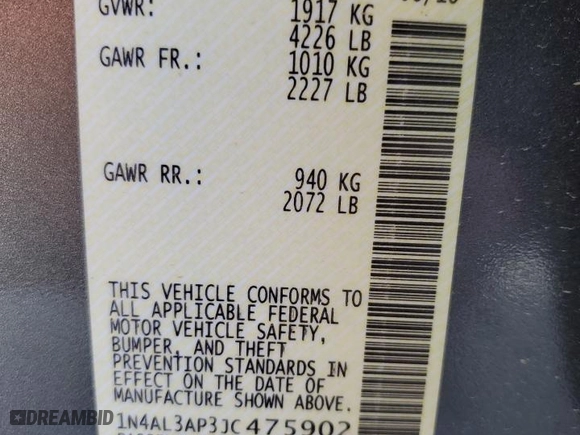 GVWR: 1917 KG
4226 LB
GAWR FR.: 1010 KG
2227 LB
GAWR RR.: 940 KG
2072 LB
THIS VEHICLE CONFORMS TO
ALL APPLICABLE FEDERAL
MOTOR VEHICLE SAFETY,
BUMPER, AND THEFT
PREVENTION STANDARDS IN
EFFECT ON THE DATE OF
MANUFACTURE SHOWN ABOVE.
1N4AL3AP3JC475902
DREAMBID